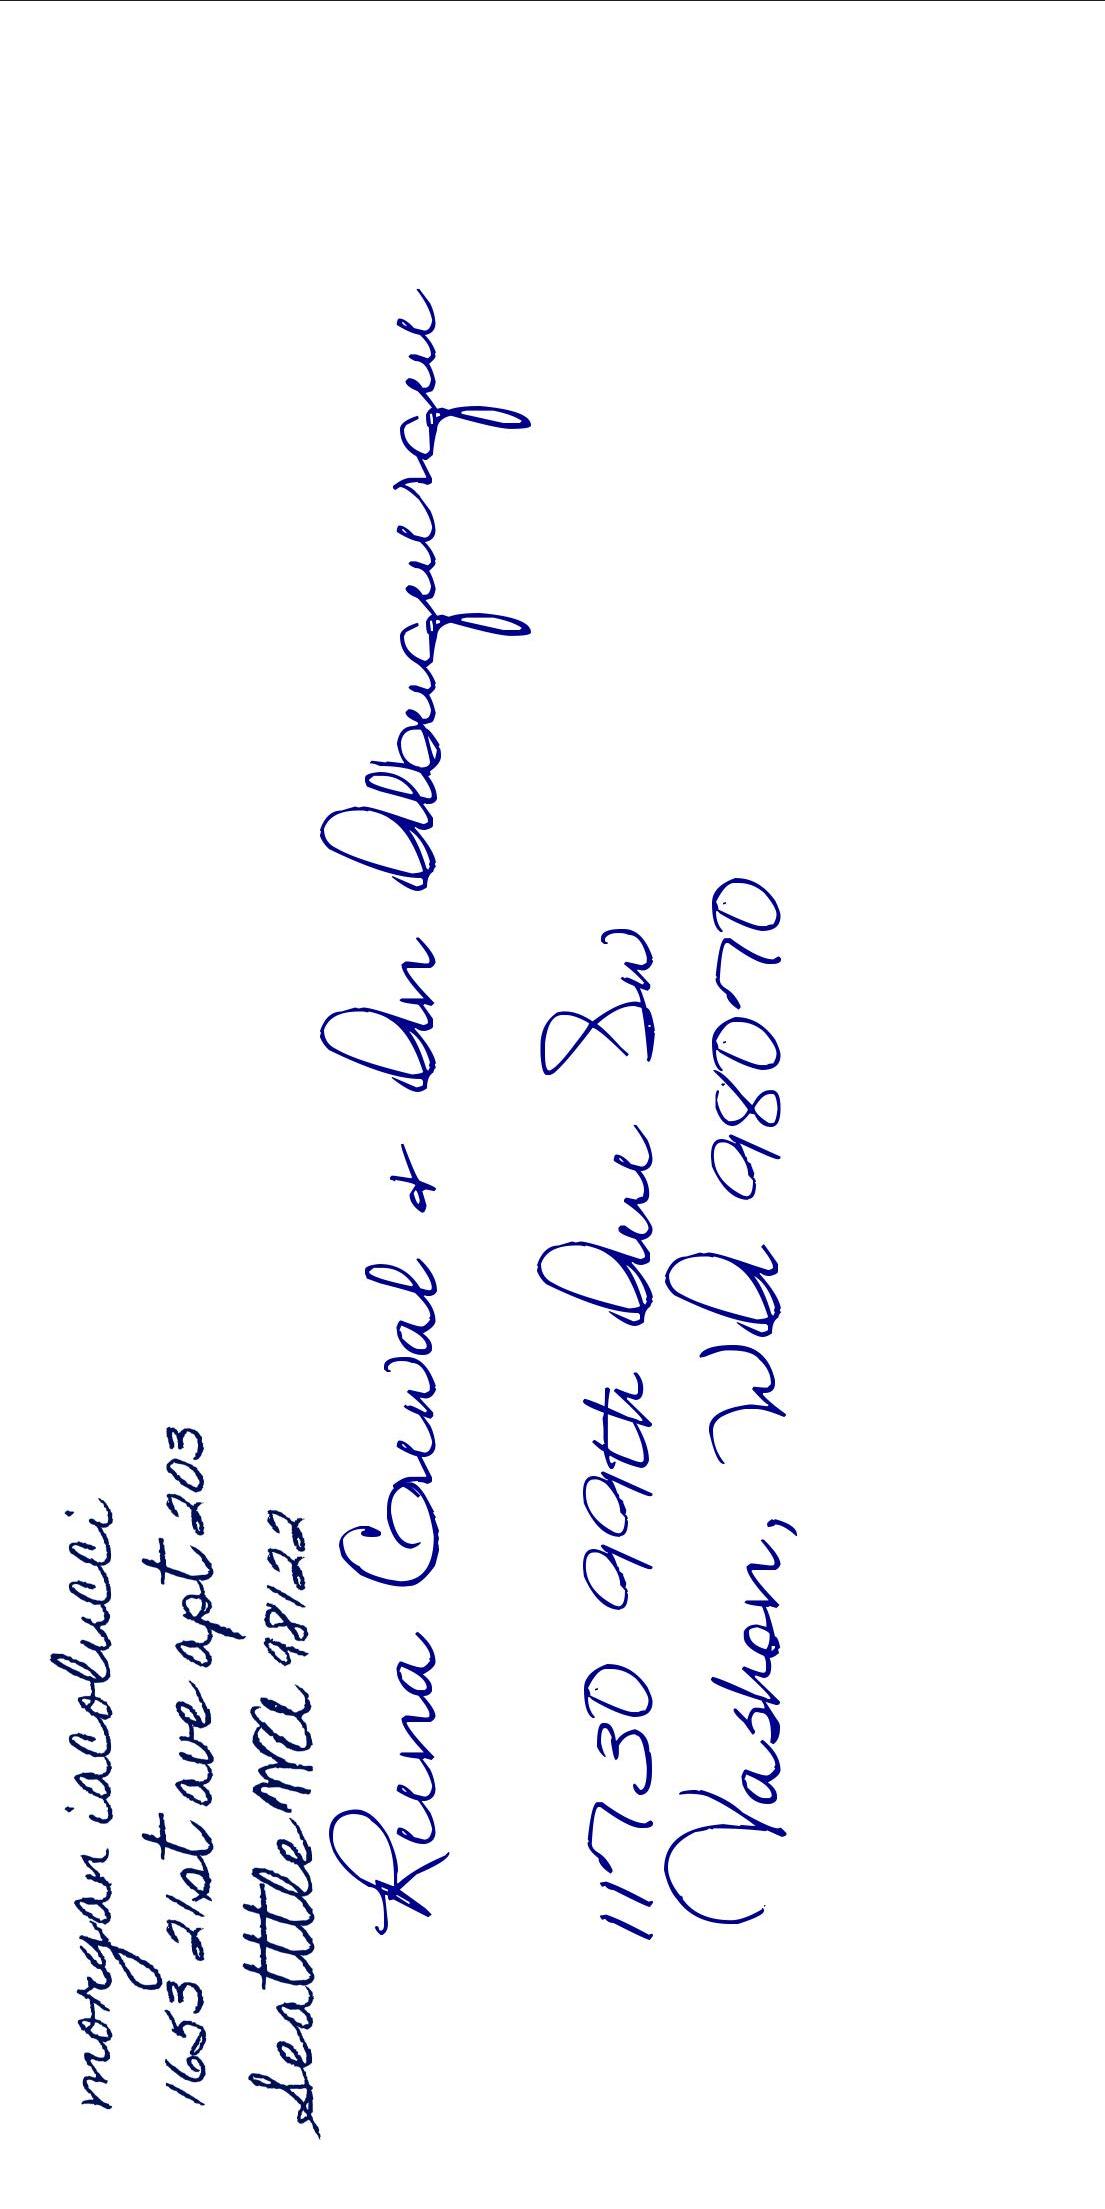 morgan iacolucci
1653 21st ave apt 203
Seatttle WA 98122
Reena Grewal & An Albuquerque
11730 99th Ave Sw
Vashon, WA 98070